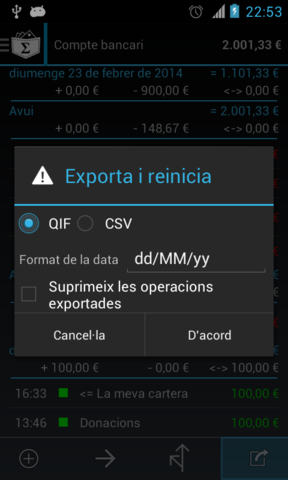 22:53
Compte bancari 2.001,33 €
diumenge 23 de febrer de 2014 = 1.101,33 €
+ 0,00 € - 900,00 € <-> 0,00 €
Avui = 2.001,33 €
+ 0,00 € - 148,67 € <-> 0,00 €
Exporta i reinicia
QIF CSV
Format de la data dd/MM/yy
Suprimeix les operacions
exportades
Cancel·la D'acord
+ 100,00 € - 0,00 € <-> 100,00 €
16:33 <= La meva cartera 100,00 €
13:46 Donacions 100,00 €